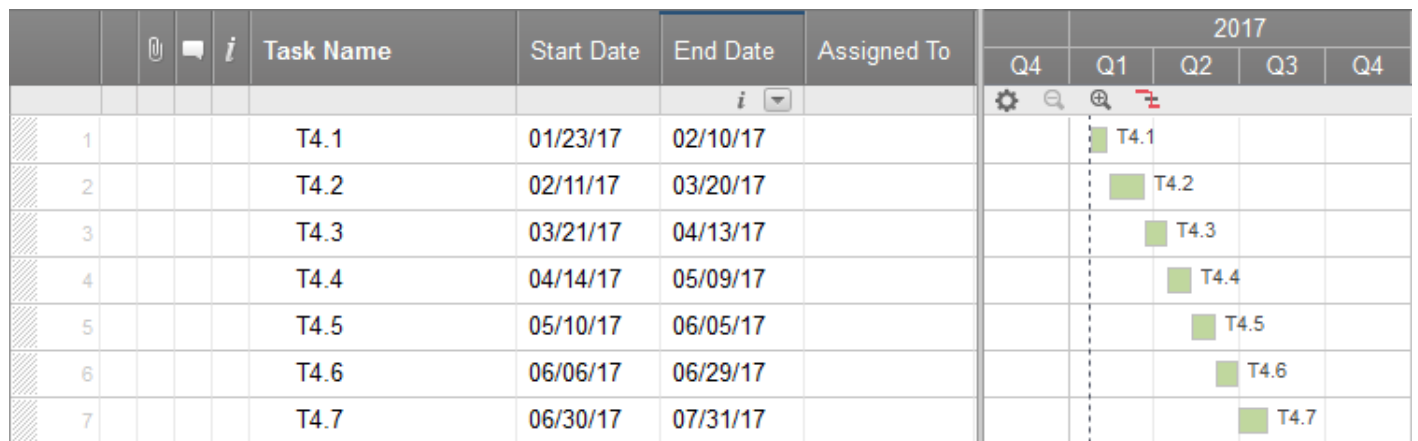 2017
Task Name Start Date End Date Assigned To Q4 Q1 Q2 Q3 Q4
1 T4.1 01/23/17 02/10/17 T4.1
2 T4.2 02/11/17 03/20/17 T4.2
3 T4.3 03/21/17 04/13/17 T4.3
4 T4.4 04/14/17 05/09/17 T4.4
5 T4.5 05/10/17 06/05/17 T4.5
6 T4.6 06/06/17 06/29/17 T4.6
7 T4.7 06/30/17 07/31/17 T4.7